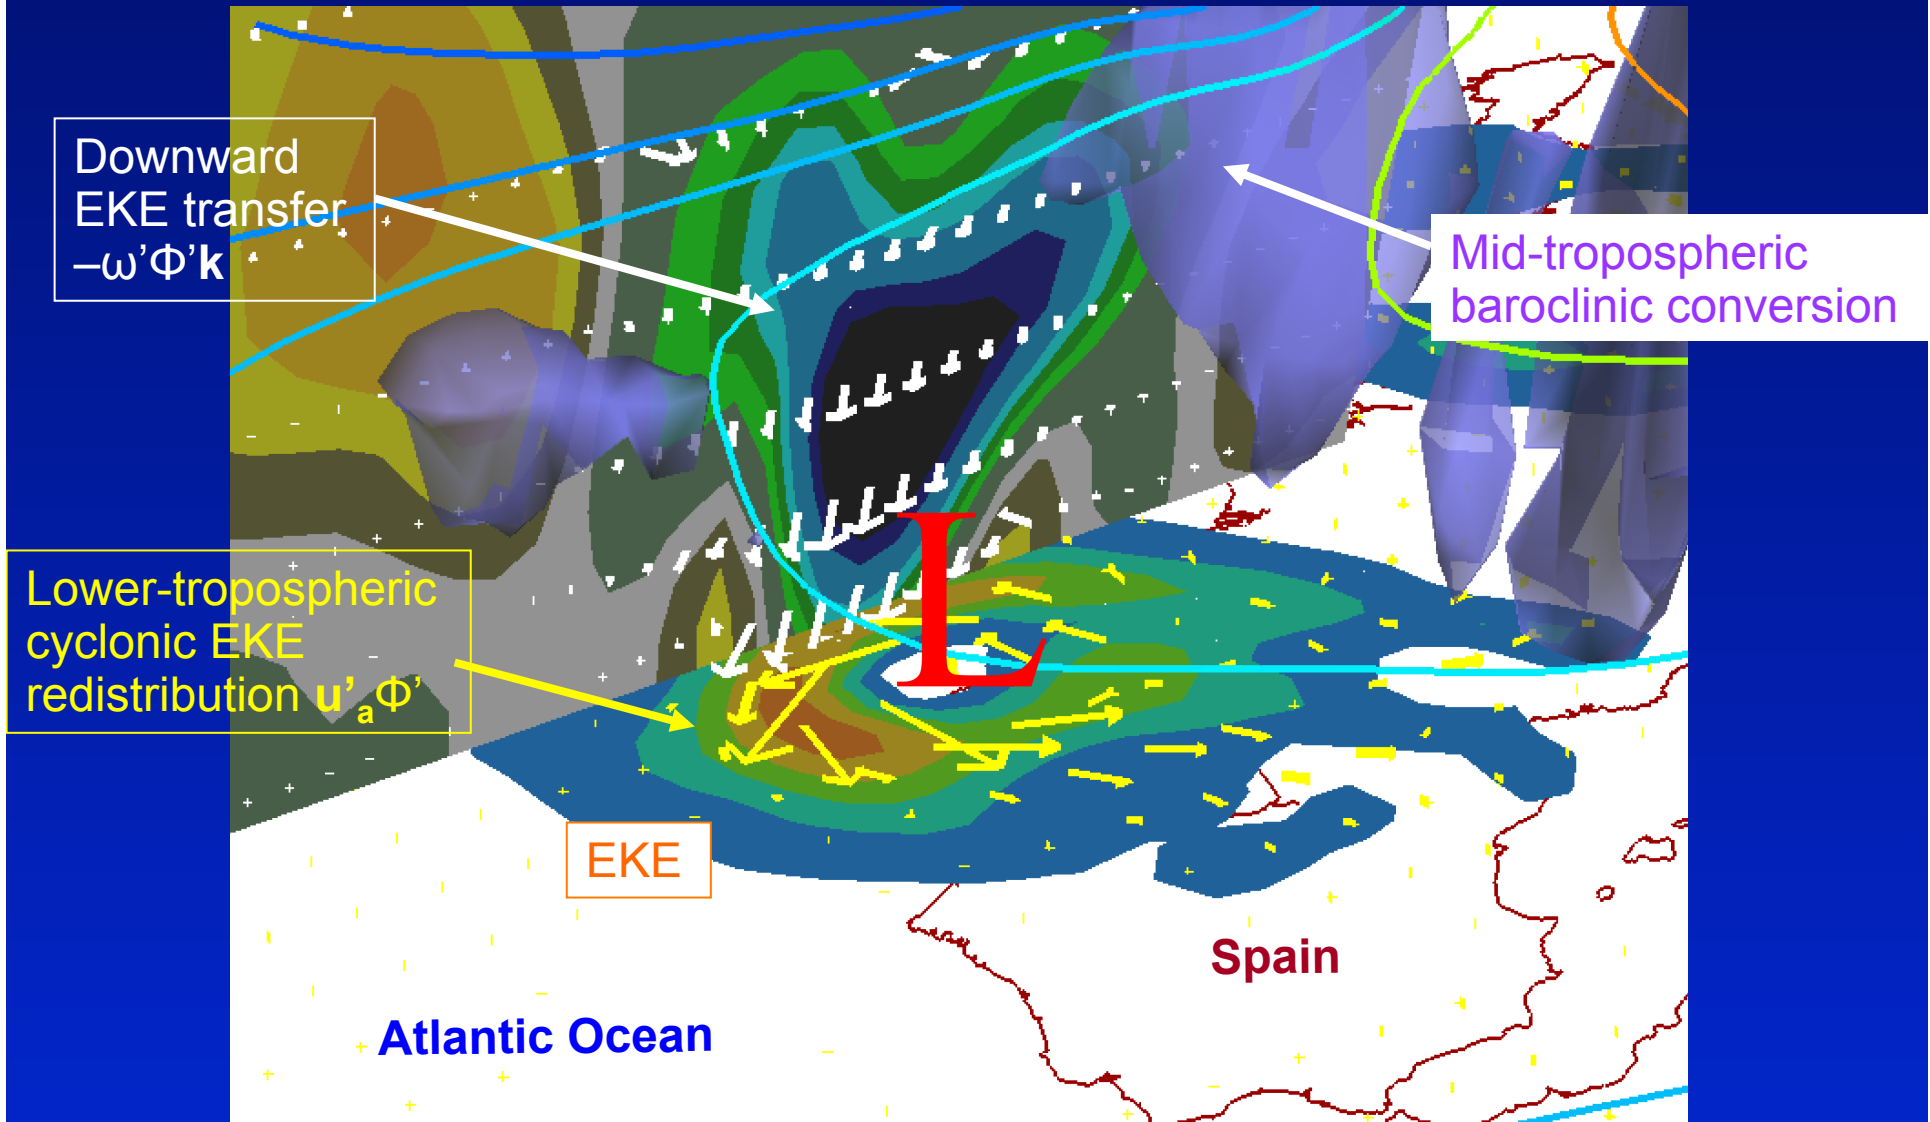 Downward
EKE transfer
–ω’Φ’k
Mid-tropospheric
baroclinic conversion
L
Lower-tropospheric
cyclonic EKE
redistribution u’aΦ’
EKE
Spain
Atlantic Ocean